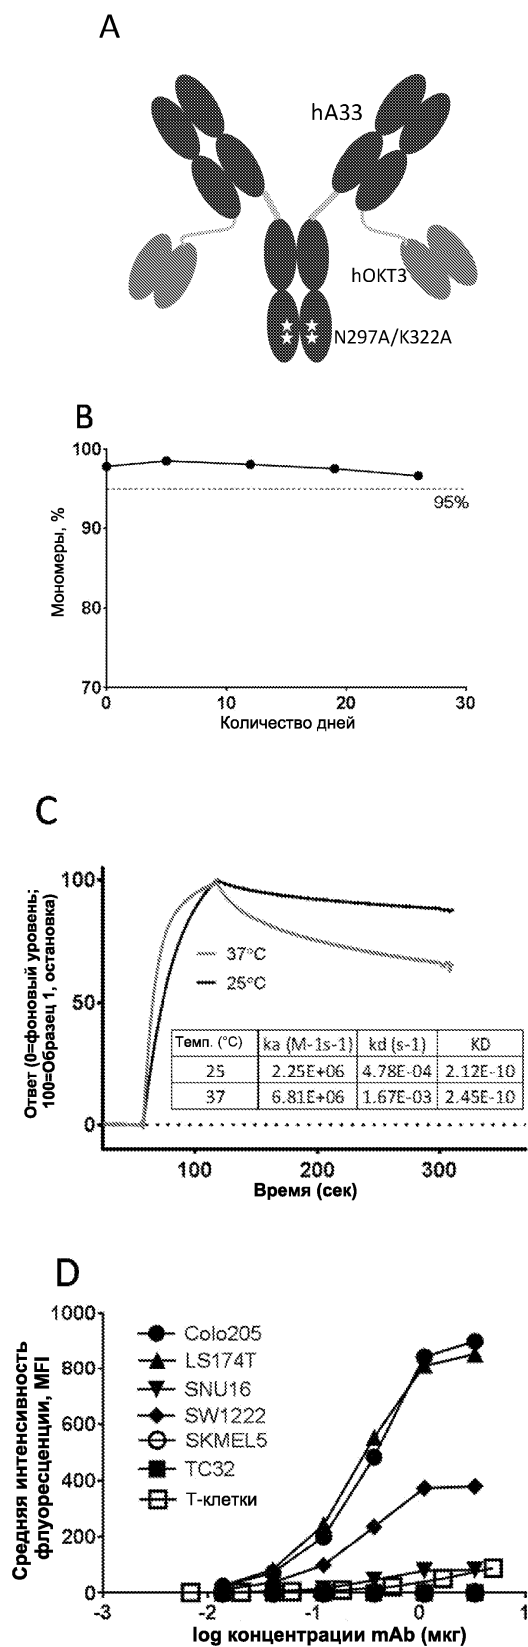 A
hA33
hOKT3
N297A/K322A
B
100
90
80
70
95%
0
10
20
30
Мономеры, %
Количество дней
C
Ответ (0=фоновый уровень;
100=Образец 1, остановка)
100
50
0
37°C
25°C
Темп. (°C) ka (M-1s-1) kd (s-1) KD
25 2.25E+06 4.78E-04 2.12E-10
37 6.81E+06 1.67E-03 2.45E-10
100 200 300
Время (сек)
D
Средняя интенсивность
флуоресценции, MFI
1000
800
600
400
200
0
Colo205
LS174T
SNU16
SW1222
SKMEL5
TC32
Т-клетки
-3 -2 -1 0 1
log концентрации mAb (мкг)